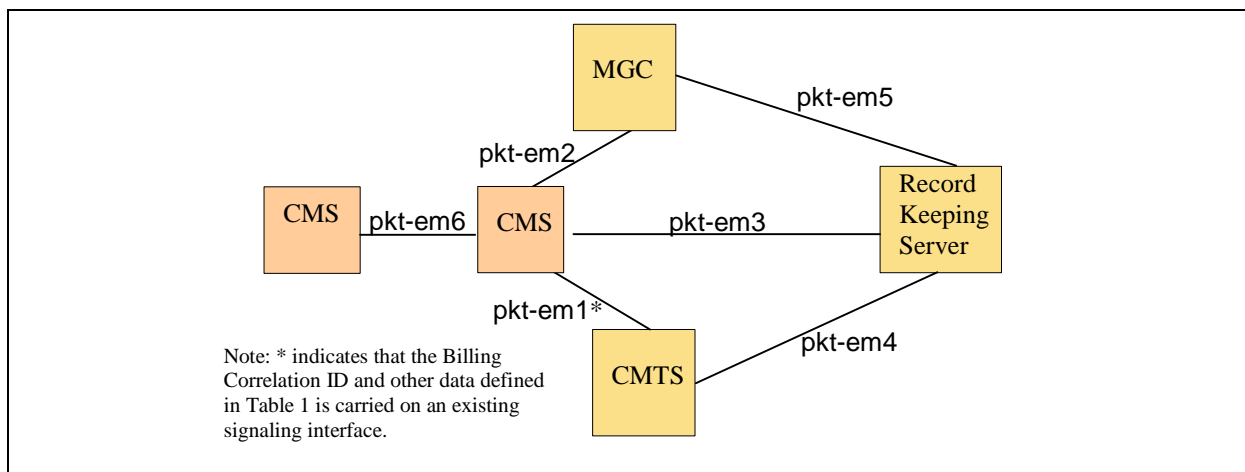 MGC
pkt-em5
pkt-em2
Record
Keeping
Server
CMS
pkt-em6
CMS
pkt-em3
pkt-em1*
pkt-em4
CMTS
Note: * indicates that the Billing
Correlation ID and other data defined
in Table 1 is carried on an existing
signaling interface.